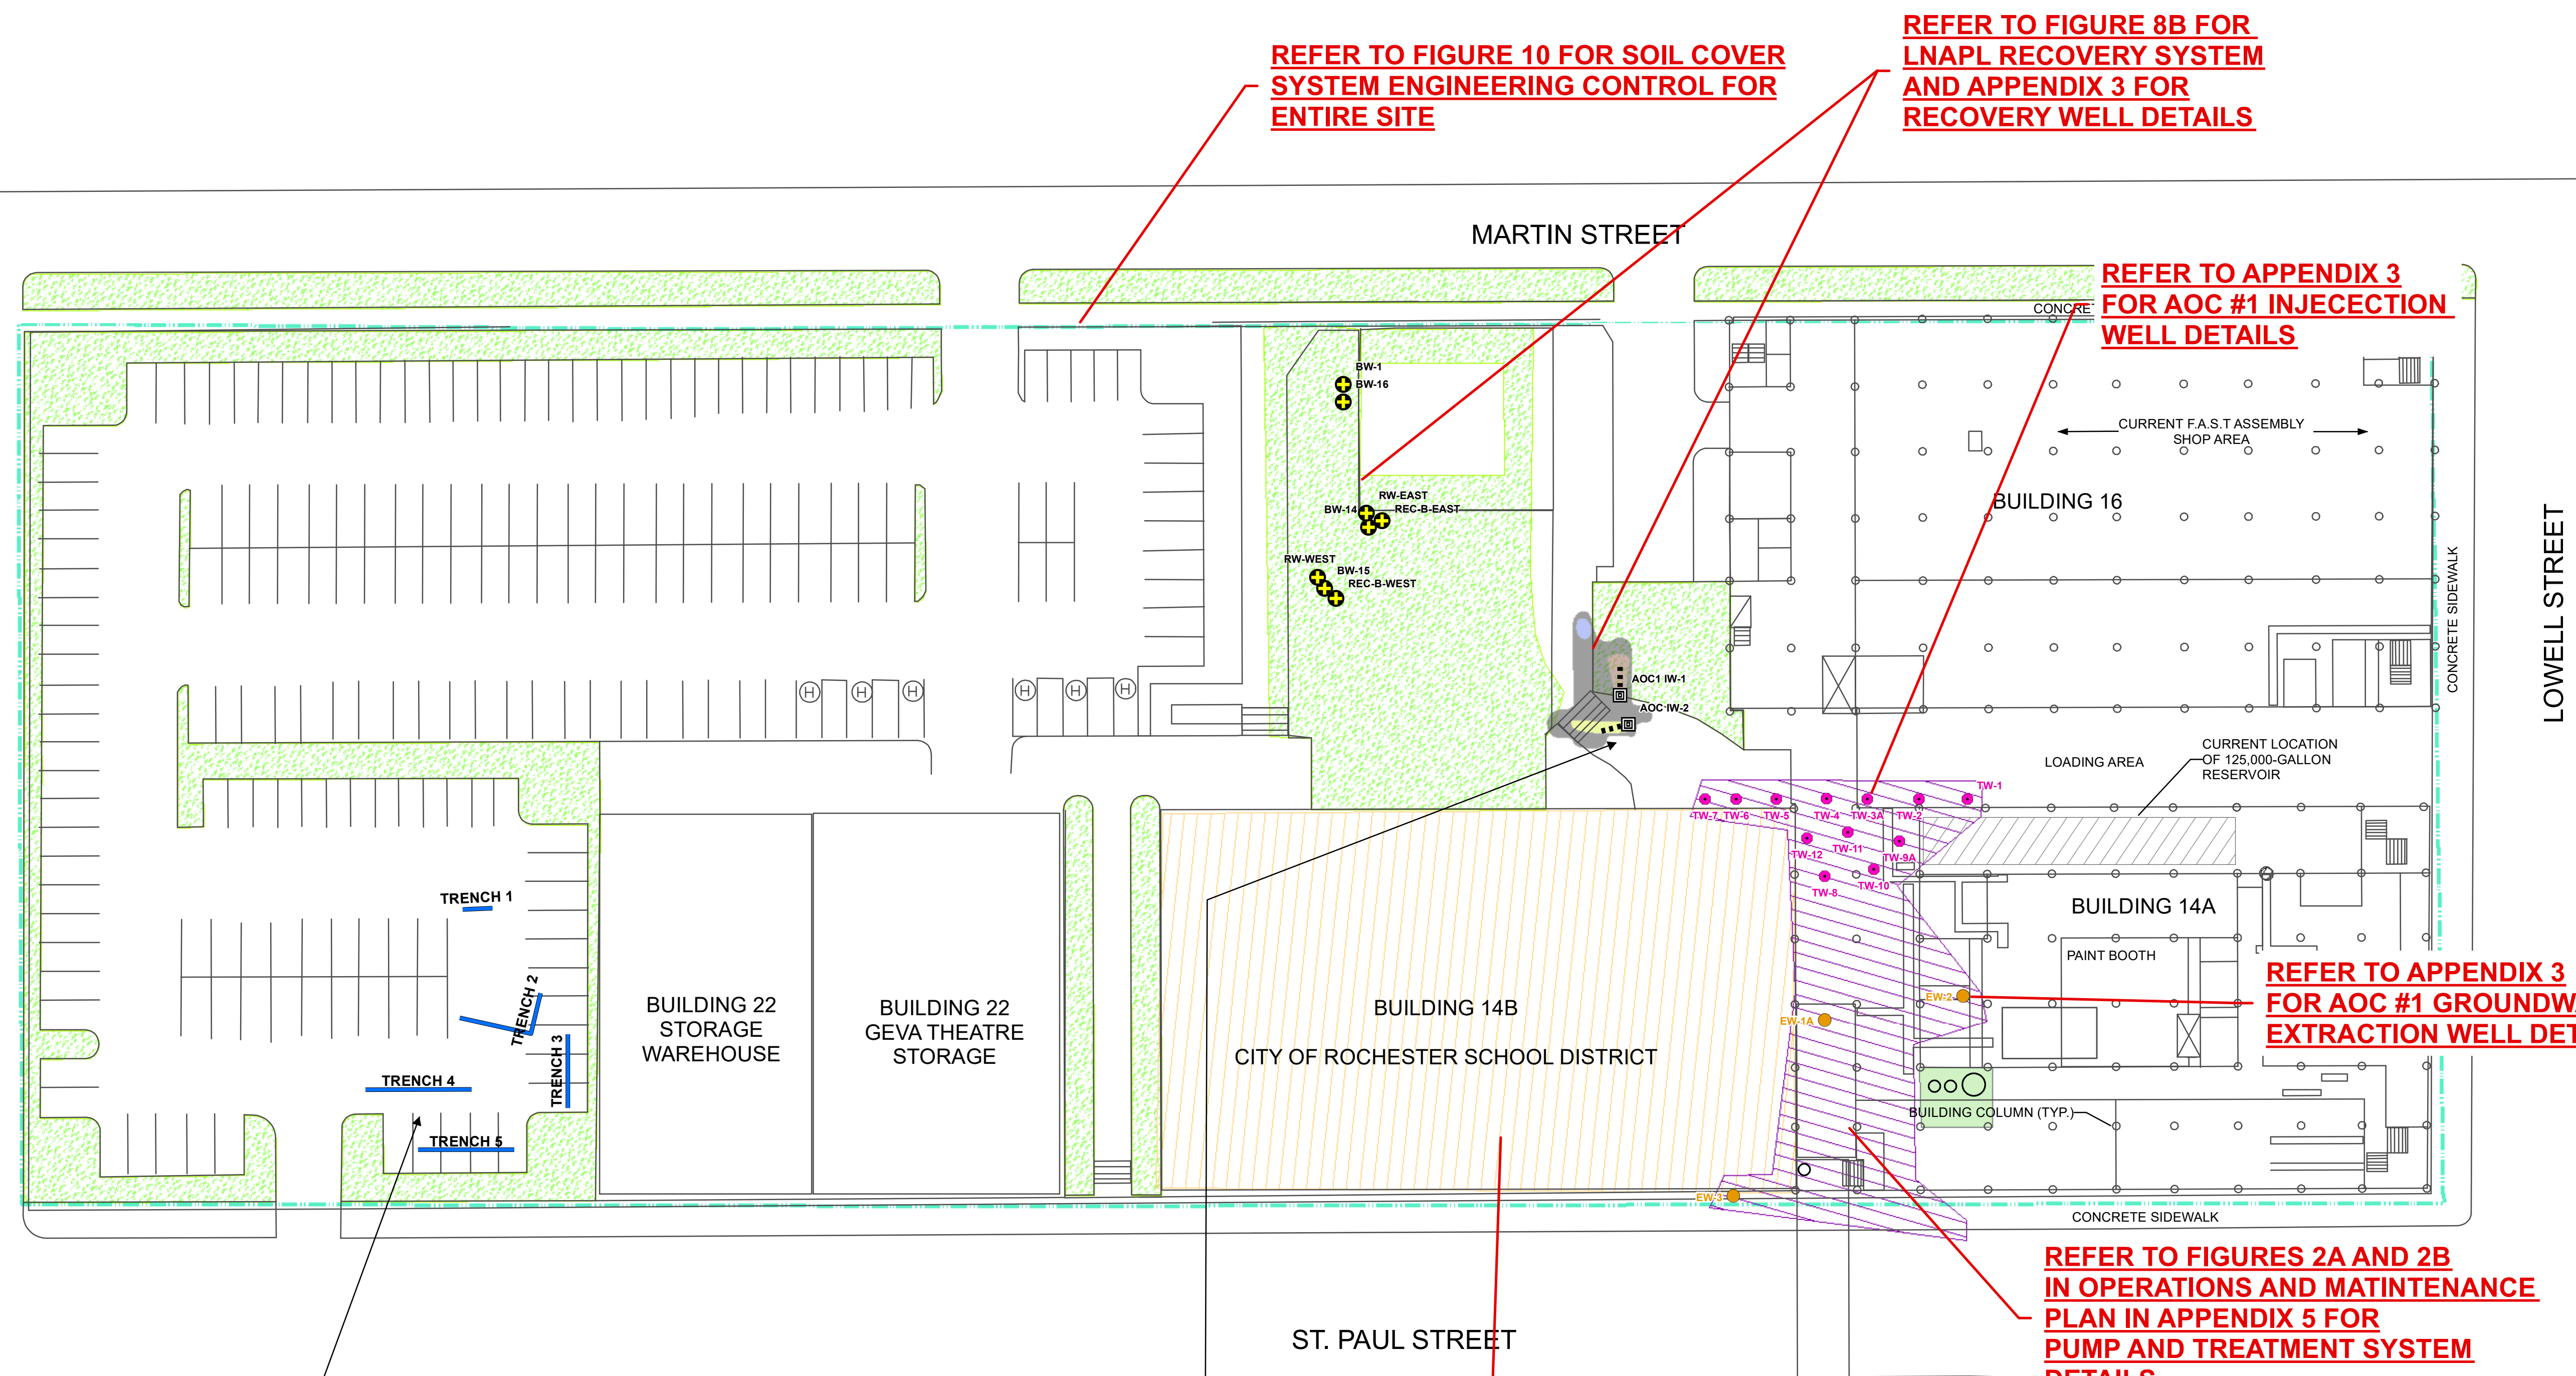 REFER TO FIGURE 8B FOR
LNAPL RECOVERY SYSTEM
AND APPENDIX 3 FOR
RECOVERY WELL DETAILS
REFER TO FIGURE 10 FOR SOIL COVER
SYSTEM ENGINEERING CONTROL FOR
ENTIRE SITE
MARTIN STREET
REFER TO APPENDIX 3
FOR AOC #1 INJECECTION
WELL DETAILS
CONCRE
BW-1
BW-16
CURRENT F.A.S.T ASSEMBLY
SHOP AREA
BUILDING 16
RW-EAST
BW-14
REC-B-EAST
RW-WEST
BW-15
REC-B-WEST
CONCRETE SIDEWALK
LOWELL STREET
H
H
H
H
H
H
AOC1 IW-1
AOC IW-2
LOADING AREA
CURRENT LOCATION
OF 125,000-GALLON
RESERVOIR
TW-1
TW-7
TW-6
TW-5
TW-4
TW-3A
TW-2
TW-12
TW-11
TW-9A
TW-10
TW-8
TRENCH 1
TRENCH 2
TRENCH 3
TRENCH 4
TRENCH 5
BUILDING 22
STORAGE
WAREHOUSE
BUILDING 22
GEVA THEATRE
STORAGE
BUILDING 14B
CITY OF ROCHESTER SCHOOL DISTRICT
BUILDING 14A
PAINT BOOTH
EW-2
EW-1A
EW-3
REFER TO APPENDIX 3
FOR AOC #1 GROUNDW
EXTRACTION WELL DET
BUILDING COLUMN (TYP.)
CONCRETE SIDEWALK
ST. PAUL STREET
REFER TO FIGURES 2A AND 2B
IN OPERATIONS AND MATINTENANCE
PLAN IN APPENDIX 5 FOR
PUMP AND TREATMENT SYSTEM
DETAILS